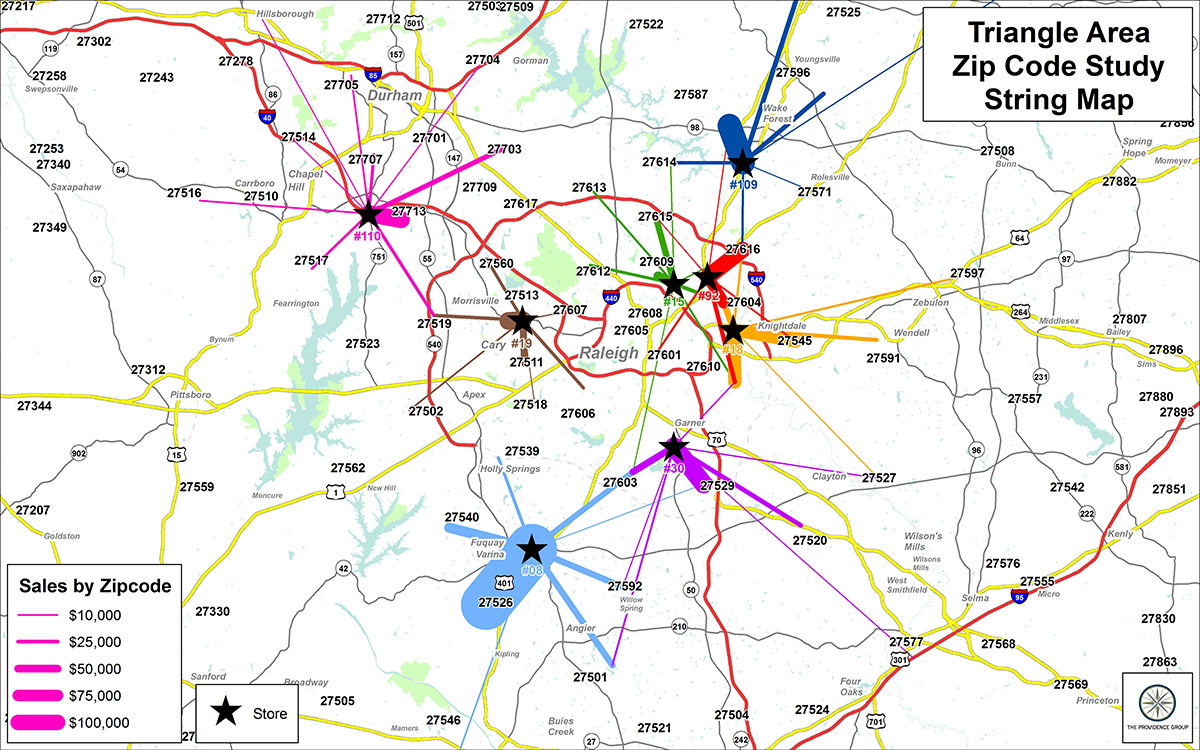 27217
Hillsborough
27712
501
27503
27509
27522
27525
Triangle Area
Zip Code Study
String Map
27302
119
27278
157
27704
Gorman
Youngsville
27258
Swepsonville
27243
85
27705
Durham
86
27596
27587
Wake
Forest
40
27514
27701
98
27253
27340
54
27707
147
27703
27614
#109
27508
Bunn
Spring
Hope
Momeyer
Saxapahaw
27516
Carrboro
27510
Chapel
Hill
27709
27613
Rolesville
27571
27882
27713
#110
27617
27615
27349
751
55
27616
64
27517
27560
27612
27609
97
87
Fearrington
Morrisville
27513
440
#15
#92
540
27597
27604
Zebulon
27519
27607
27608
27605
Knightdale
264
Middlesex
27807
Bailey
Bynum
27523
540
Cary
#19
27511
Raleigh
27601
#18
27545
Wendell
27591
27896
Sims
27312
27610
Pittsboro
Apex
231
27344
27502
27518
27606
27557
27880
27893
Garner
70
902
15
27539
Holly Springs
#30
96
27562
27603
Clayton
27527
581
New Hill
27559
Moncure
1
27529
27542
27851
27207
Goldston
27540
222
Fuquay
Varina
27520
Wilson's
Mills
Kenly
#08
Wilsons
Mills
27576
42
401
27592
West
Smithfield
27555
Micro
Sales by Zipcode
$10,000
$25,000
$50,000
$75,000
$100,000
27330
27526
Willow
Spring
50
Selma
95
27830
Angier
210
27577
27568
Kipling
301
27863
Sanford
Broadway
27501
Four
Oaks
27569
Store
27505
27546
Mamers
Buies
Creek
27521
27504
27524
701
Princeton
27
242
THE PROVIDENCE GROUP